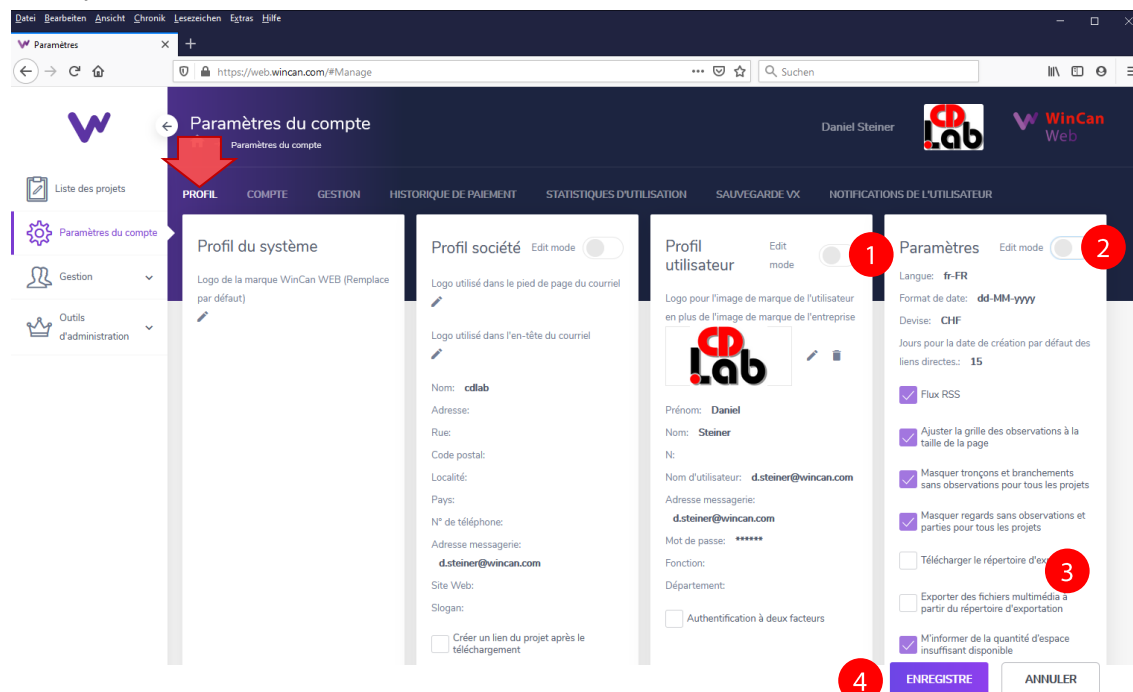 Datei Bearbeiten Ansicht Chronik Lesezeichen Extras Hilfe
Paramètres
https://web.wincan.com/#Manage
Suchen
Paramètres du compte
Paramètres du compte
Daniel Steiner
CD
Lab
WinCan
Web
Liste des projets
Paramètres du compte
Gestion
Outils
d'administration
PROFIL COMPTE GESTION HISTORIQUE DE PAIEMENT STATISTIQUES D'UTILISATION SAUVEGARDE VX NOTIFICATIONS DE L'UTILISATEUR
Profil du système
Logo de la marque WinCan WEB (Remplace
par défaut)
Profil société Edit mode
Logo utilisé dans le pied de page du courriel
Logo utilisé dans l'en-tête du courriel
Nom: cdlab
Adresse:
Rue:
Code postal:
Localité:
Pays:
N° de téléphone:
Adresse messagerie:
d.steiner@wincan.com
Site Web:
Slogan:
Créer un lien du projet après le
téléchargement
Profil
utilisateur
Edit
mode
1
Logo pour l'image de marque de l'utilisateur
en plus de l'image de marque de l'entreprise
CD
Lab
Prénom: Daniel
Nom: Steiner
N:
Nom d'utilisateur: d.steiner@wincan.com
Adresse messagerie:
d.steiner@wincan.com
Mot de passe: ******
Fonction:
Département:
Authentification à deux facteurs
Paramètres Edit mode
2
Langue: fr-FR
Format de date: dd-MM-yyyy
Devise: CHF
Jours pour la date de création par défaut des
liens directes.: 15
Flux RSS
Ajuster la grille des observations à la
taille de la page
Masquer tronçons et branchements
sans observations pour tous les projets
Masquer regards sans observations et
parties pour tous les projets
Télécharger le répertoire
3
Exporter des fichiers multimédia à
partir du répertoire d'exportation
M'informer de la quantité d'espace
insuffisant disponible
4
ENREGISTRE ANNULER